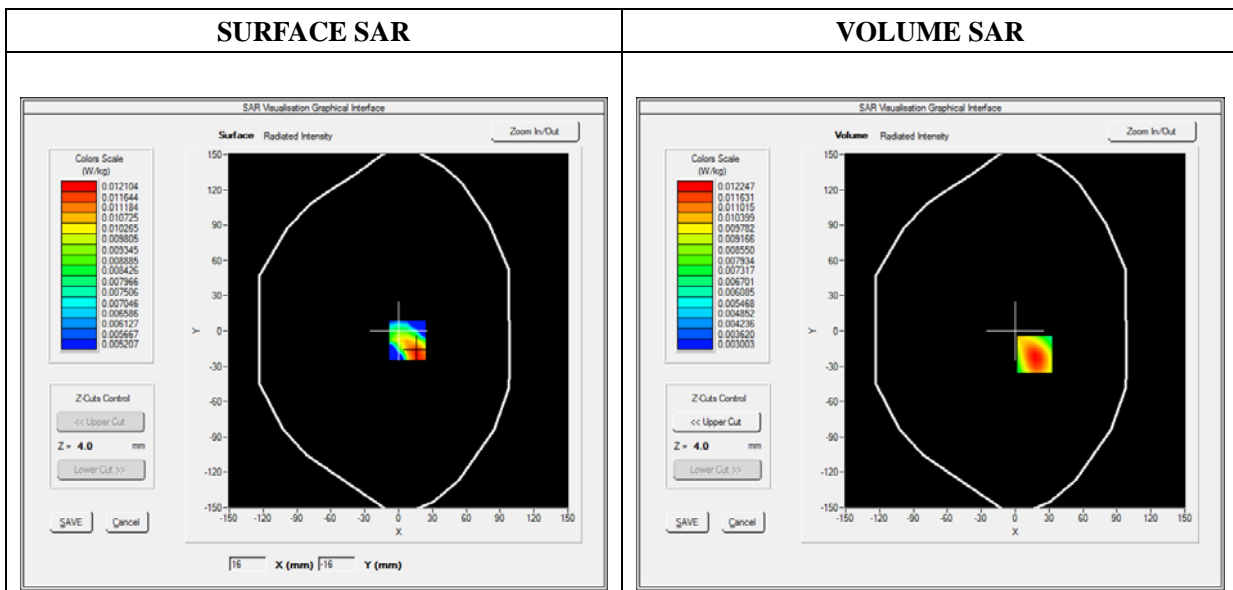 SURFACE SAR
VOLUME SAR
SAR Visualisation Graphical Interface
Surface Radiated Intensity
Zoom In/Out
Colors Scale
(W/kg)
0.012104
0.011644
0.011184
0.010725
0.010265
0.009805
0.009345
0.008885
0.008426
0.007966
0.007506
0.007046
0.006586
0.006127
0.005667
0.005207
Z-Cuts Control
<< Upper Cut
Z = 4.0 mm
Lower Cut >>
SAVE Cancel
150
120
90
60
30
0
-30
-60
-90
-120
-150
Y
-150 -120 -90 -60 -30 0 30 60 90 120 150
X
16 X (mm) -16 Y (mm)
SAR Visualisation Graphical Interface
Volume Radiated Intensity
Zoom In/Out
Colors Scale
(W/kg)
0.012247
0.011631
0.011015
0.010399
0.009782
0.009166
0.008550
0.007934
0.007317
0.006701
0.006085
0.005468
0.004852
0.004236
0.003620
0.003003
Z-Cuts Control
<< Upper Cut
Z = 4.0 mm
Lower Cut >>
SAVE Cancel
150
120
90
60
30
0
-30
-60
-90
-120
-150
Y
-150 -120 -90 -60 -30 0 30 60 90 120 150
X